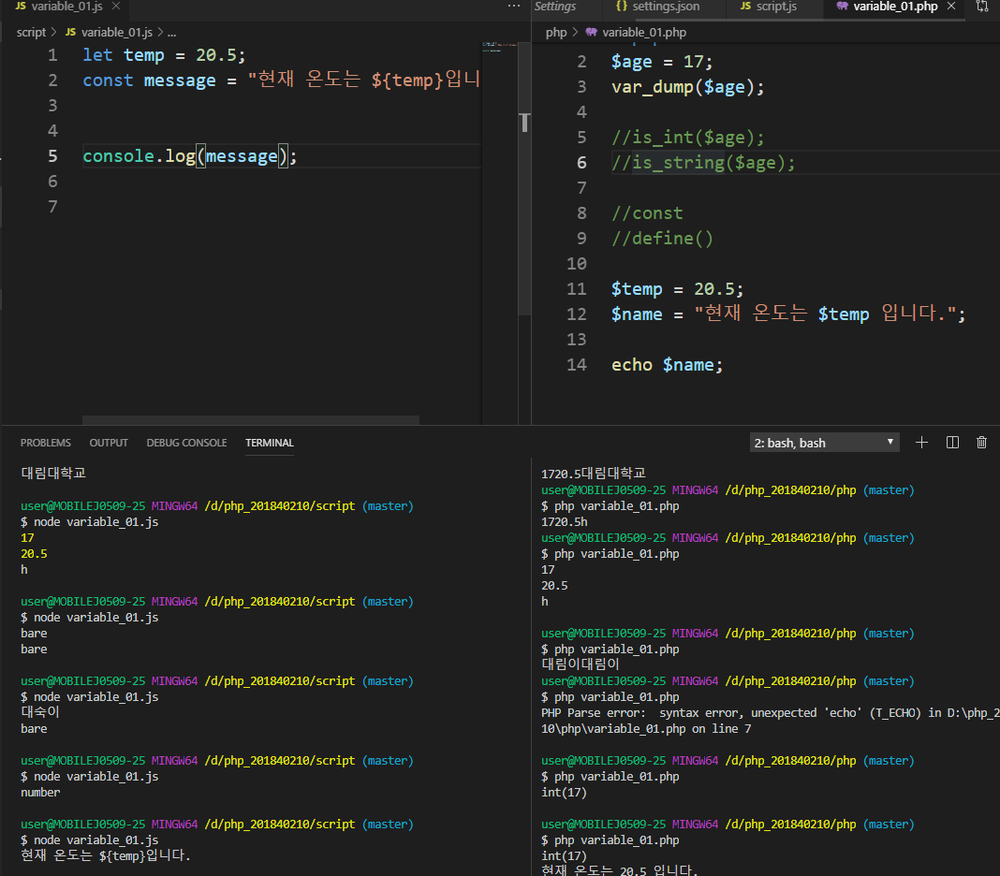 JS variable_01.js ×
script > JS variable_01.js > ...
1 let temp = 20.5;
2 const message = "현재 온도는 ${temp}입니
3
4
5 console.log(message);
6
7
Settings {} settings.json JS script.js variable_01.php ×
php > variable_01.php
2 $age = 17;
3 var_dump($age);
4
5 //is_int($age);
6 //is_string($age);
7
8 //const
9 //define()
10
11 $temp = 20.5;
12 $name = "현재 온도는 $temp 입니다.";
13
14 echo $name;
PROBLEMS OUTPUT DEBUG CONSOLE TERMINAL 2: bash, bash
대림대학교
user@MOBILEJ0509-25 MINGW64 /d/php_201840210/script (master)
$ node variable_01.js
17
20.5
h
user@MOBILEJ0509-25 MINGW64 /d/php_201840210/script (master)
$ node variable_01.js
bare
bare
user@MOBILEJ0509-25 MINGW64 /d/php_201840210/script (master)
$ node variable_01.js
대숙이
bare
user@MOBILEJ0509-25 MINGW64 /d/php_201840210/script (master)
$ node variable_01.js
number
user@MOBILEJ0509-25 MINGW64 /d/php_201840210/script (master)
$ node variable_01.js
현재 온도는 ${temp}입니다.
1720.5대림대학교
user@MOBILEJ0509-25 MINGW64 /d/php_201840210/php (master)
$ php variable_01.php
1720.5h
user@MOBILEJ0509-25 MINGW64 /d/php_201840210/php (master)
$ php variable_01.php
17
20.5
h
user@MOBILEJ0509-25 MINGW64 /d/php_201840210/php (master)
$ php variable_01.php
대림이대림이
user@MOBILEJ0509-25 MINGW64 /d/php_201840210/php (master)
$ php variable_01.php
PHP Parse error:  syntax error, unexpected 'echo' (T_ECHO) in D:\php_2
10\php\variable_01.php on line 7
user@MOBILEJ0509-25 MINGW64 /d/php_201840210/php (master)
$ php variable_01.php
int(17)
user@MOBILEJ0509-25 MINGW64 /d/php_201840210/php (master)
$ php variable_01.php
int(17)
현재 온도는 20.5 입니다.